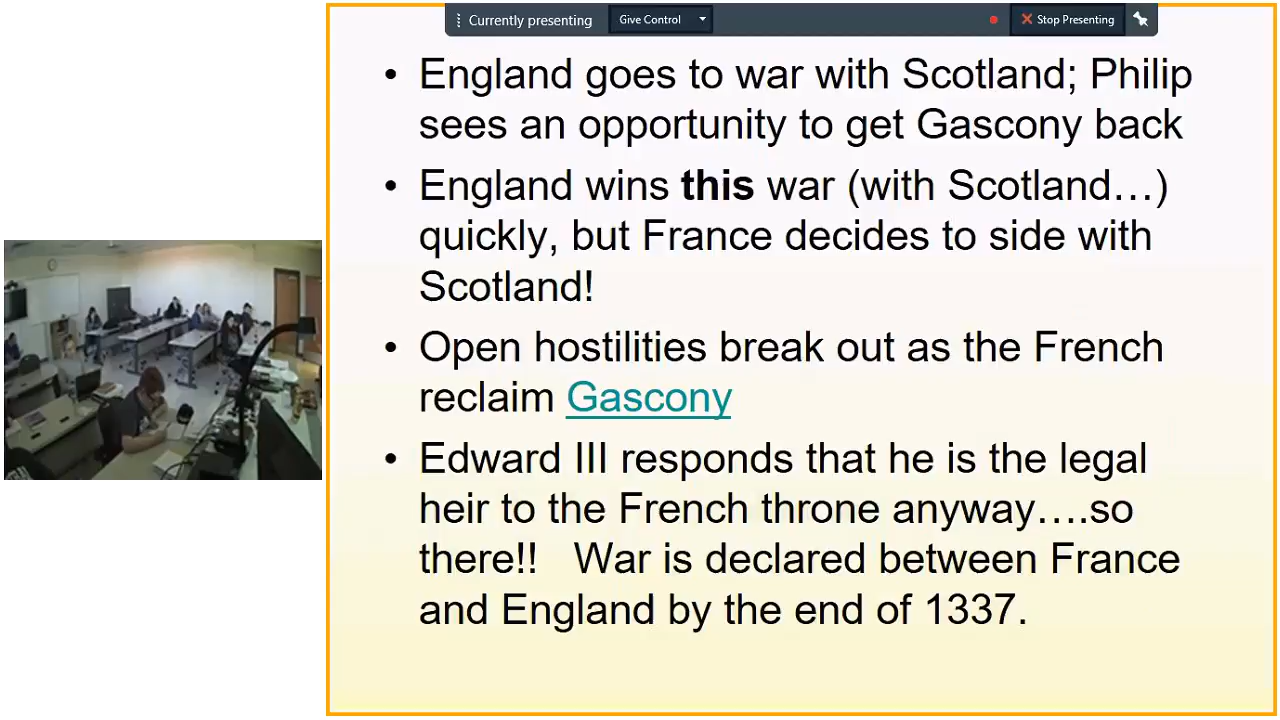 Currently presenting
Give Control
Stop Presenting
• England goes to war with Scotland; Philip
sees an opportunity to get Gascony back
• England wins this war (with Scotland…)
quickly, but France decides to side with
Scotland!
• Open hostilities break out as the French
reclaim Gascony
• Edward III responds that he is the legal
heir to the French throne anyway….so
there!! War is declared between France
and England by the end of 1337.